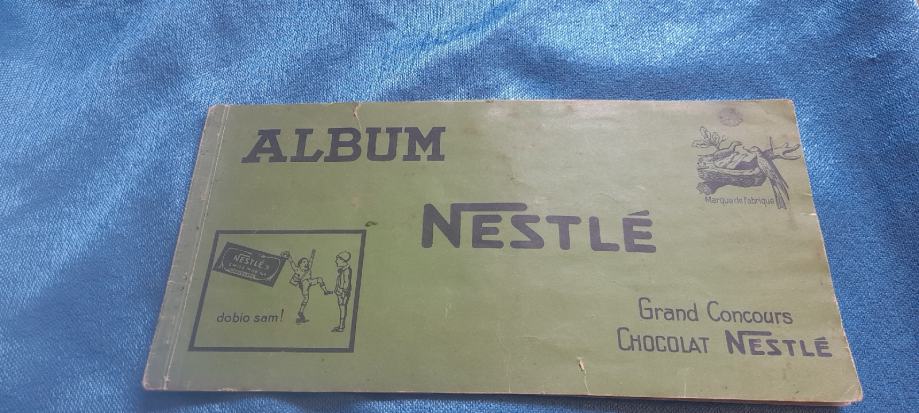 ALBUM
Marque de fabrique
NESTLÉ
NESTLÉ'S
dobio sam!
Grand Concours
CHOCOLAT NESTLÉ